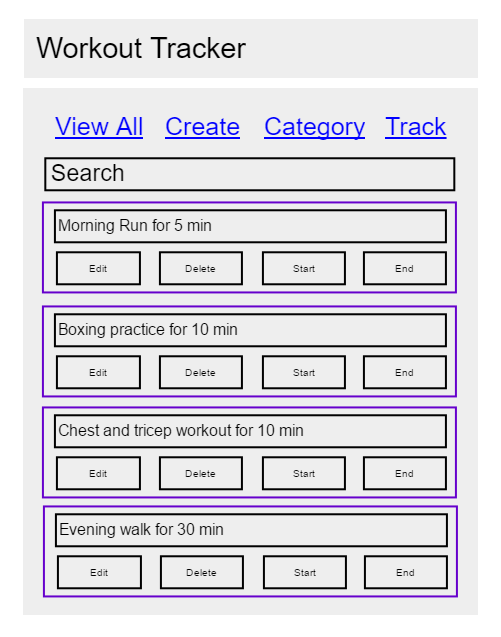 Workout Tracker
View All Create Category Track
Search
Morning Run for 5 min
Edit Delete Start End
Boxing practice for 10 min
Edit Delete Start End
Chest and tricep workout for 10 min
Edit Delete Start End
Evening walk for 30 min
Edit Delete Start End